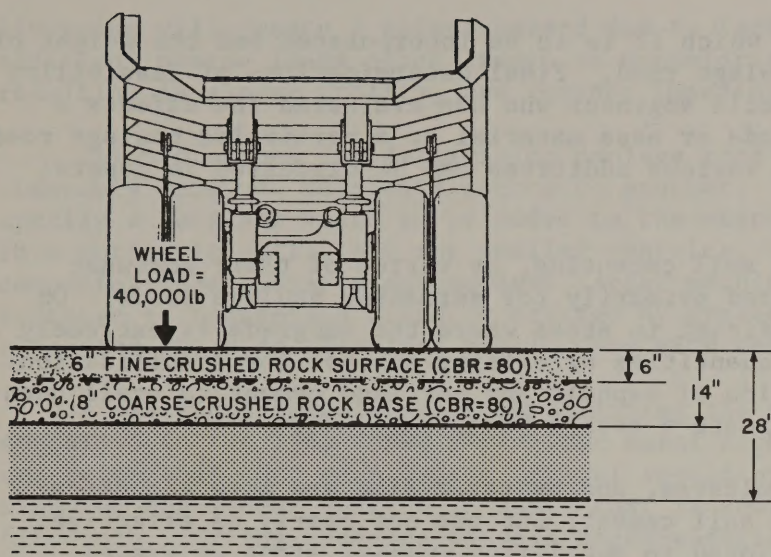 WHEEL
LOAD =
40,000 lb
6" FINE-CRUSHED ROCK SURFACE (CBR=80)
8" COARSE-CRUSHED ROCK BASE (CBR=80)
6"
14"
28"